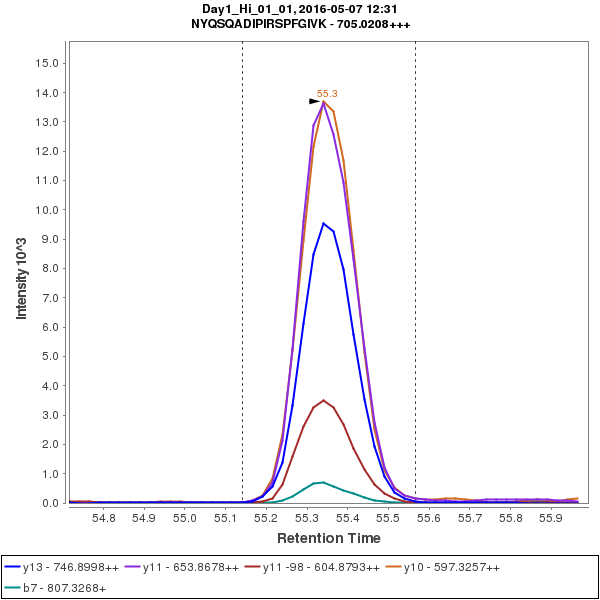 Day1_Hi_01_01, 2016-05-07 12:31
NYQSQADIPIRSPFGIVK - 705.0208+++
55.3
15.0
14.0
13.0
12.0
11.0
10.0
9.0
8.0
7.0
6.0
5.0
4.0
3.0
2.0
1.0
0.0
Intensity 10^3
54.8 54.9 55.0 55.1 55.2 55.3 55.4 55.5 55.6 55.7 55.8 55.9
Retention Time
y13 - 746.8998++ y11 - 653.8678++ y11 -98 - 604.8793++ y10 - 597.3257++
b7 - 807.3268+